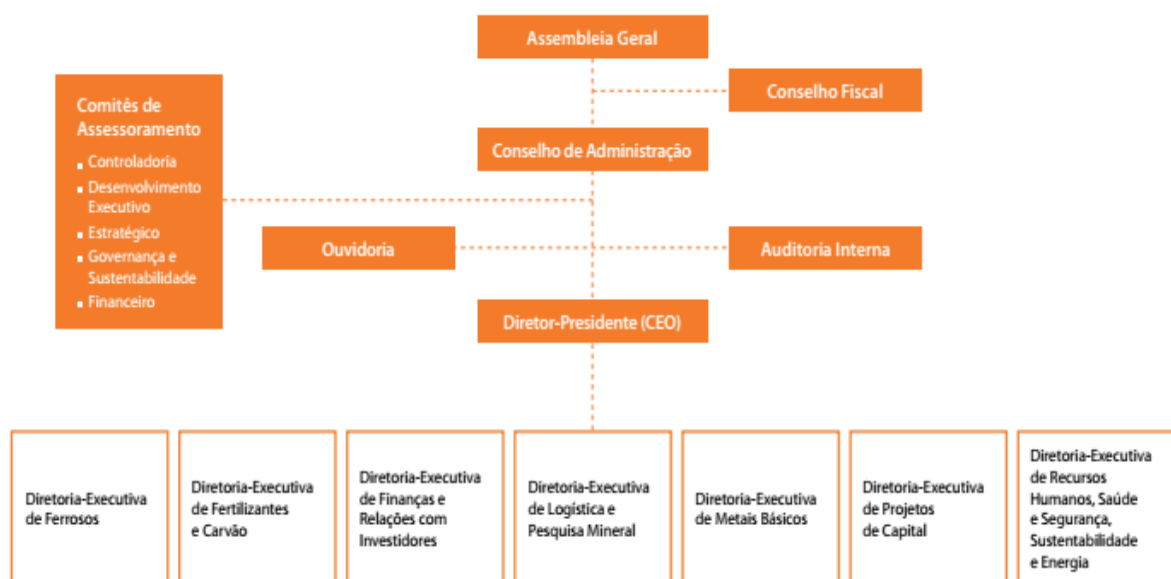 Assembleia Geral
Conselho Fiscal
Comitês de
Assessoramento
▪ Controladoria
▪ Desenvolvimento
Executivo
▪ Estratégico
▪ Governança e
Sustentabilidade
▪ Financeiro
Conselho de Administração
Ouvidoria
Auditoria Interna
Diretor-Presidente (CEO)
Diretoria-Executiva
de Ferrosos
Diretoria-Executiva
de Fertilizantes
e Carvão
Diretoria-Executiva
de Finanças e
Relações com
Investidores
Diretoria-Executiva
de Logística e
Pesquisa Mineral
Diretoria-Executiva
de Metais Básicos
Diretoria-Executiva
de Projetos
de Capital
Diretoria-Executiva
de Recursos
Humanos, Saúde
e Segurança,
Sustentabilidade
e Energia